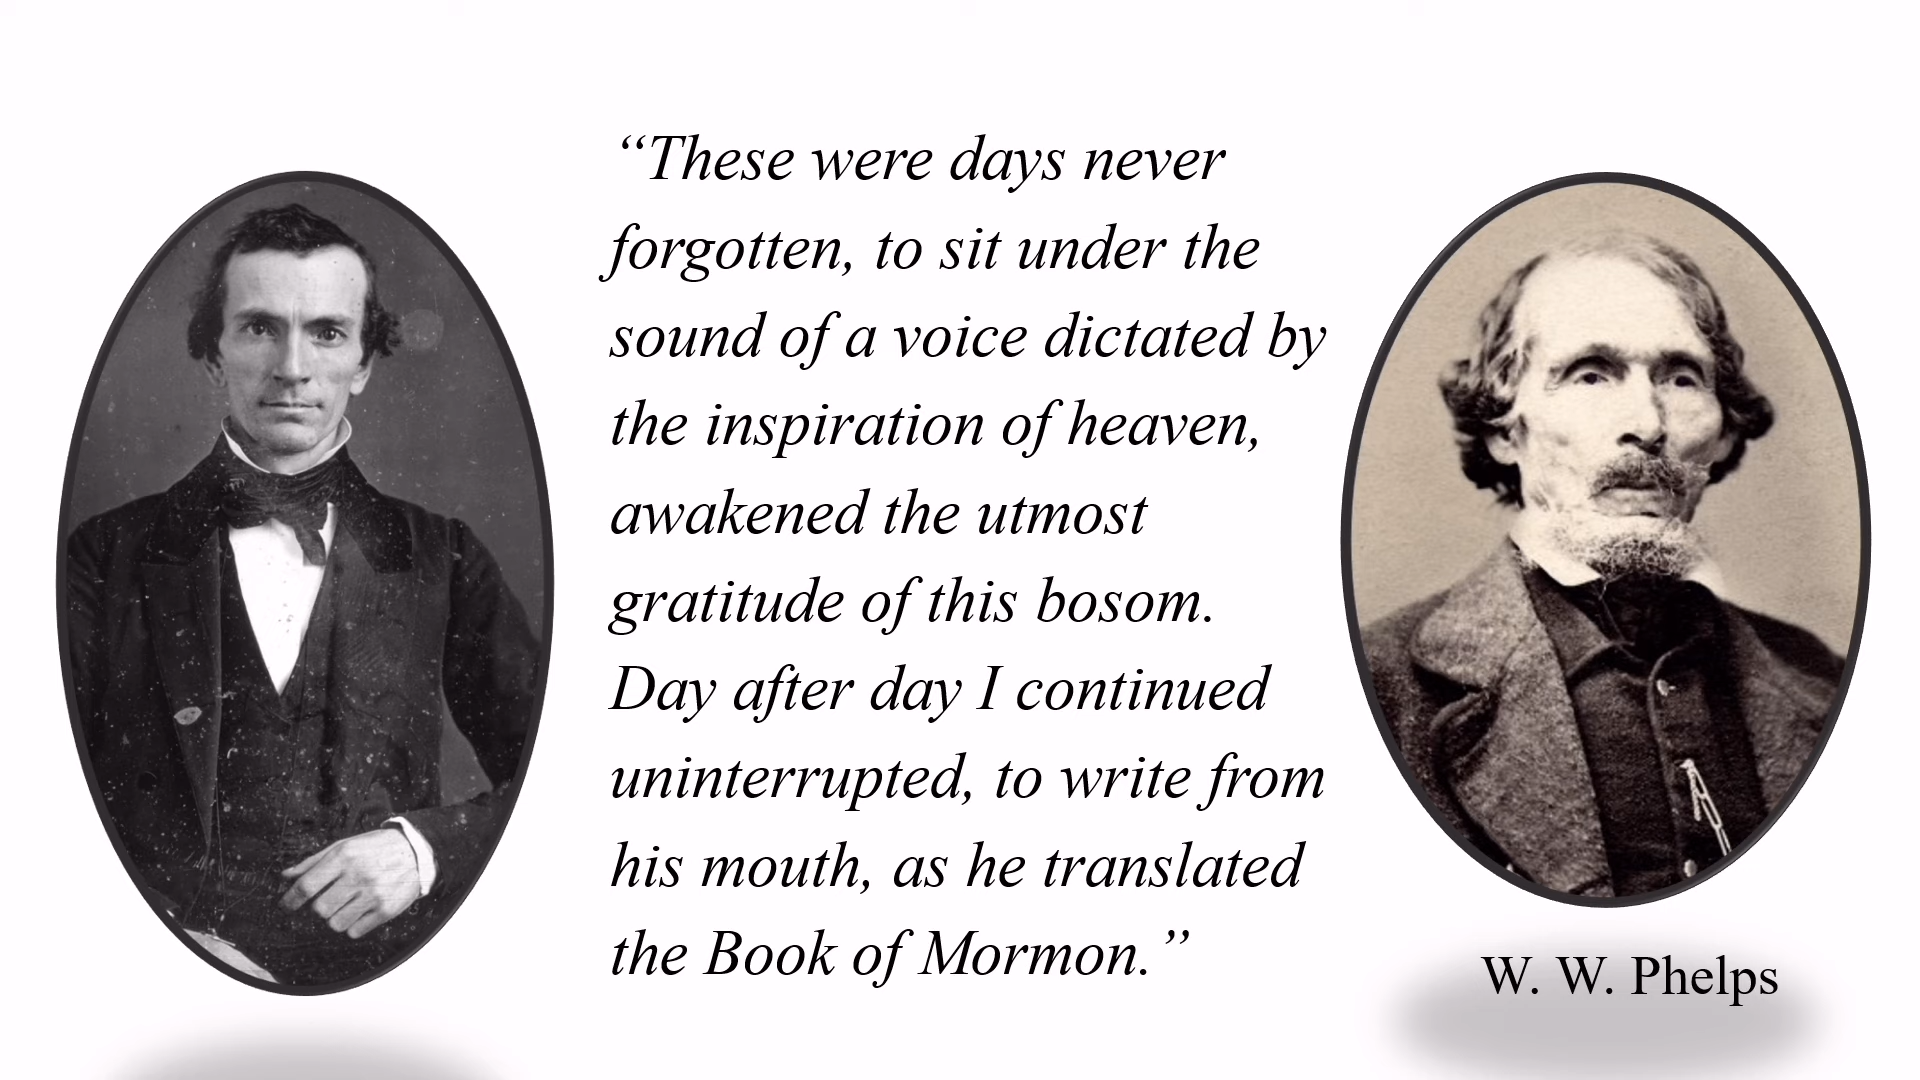 “These were days never
forgotten, to sit under the
sound of a voice dictated by
the inspiration of heaven,
awakened the utmost
gratitude of this bosom.
Day after day I continued
uninterrupted, to write from
his mouth, as he translated
the Book of Mormon.”
W. W. Phelps